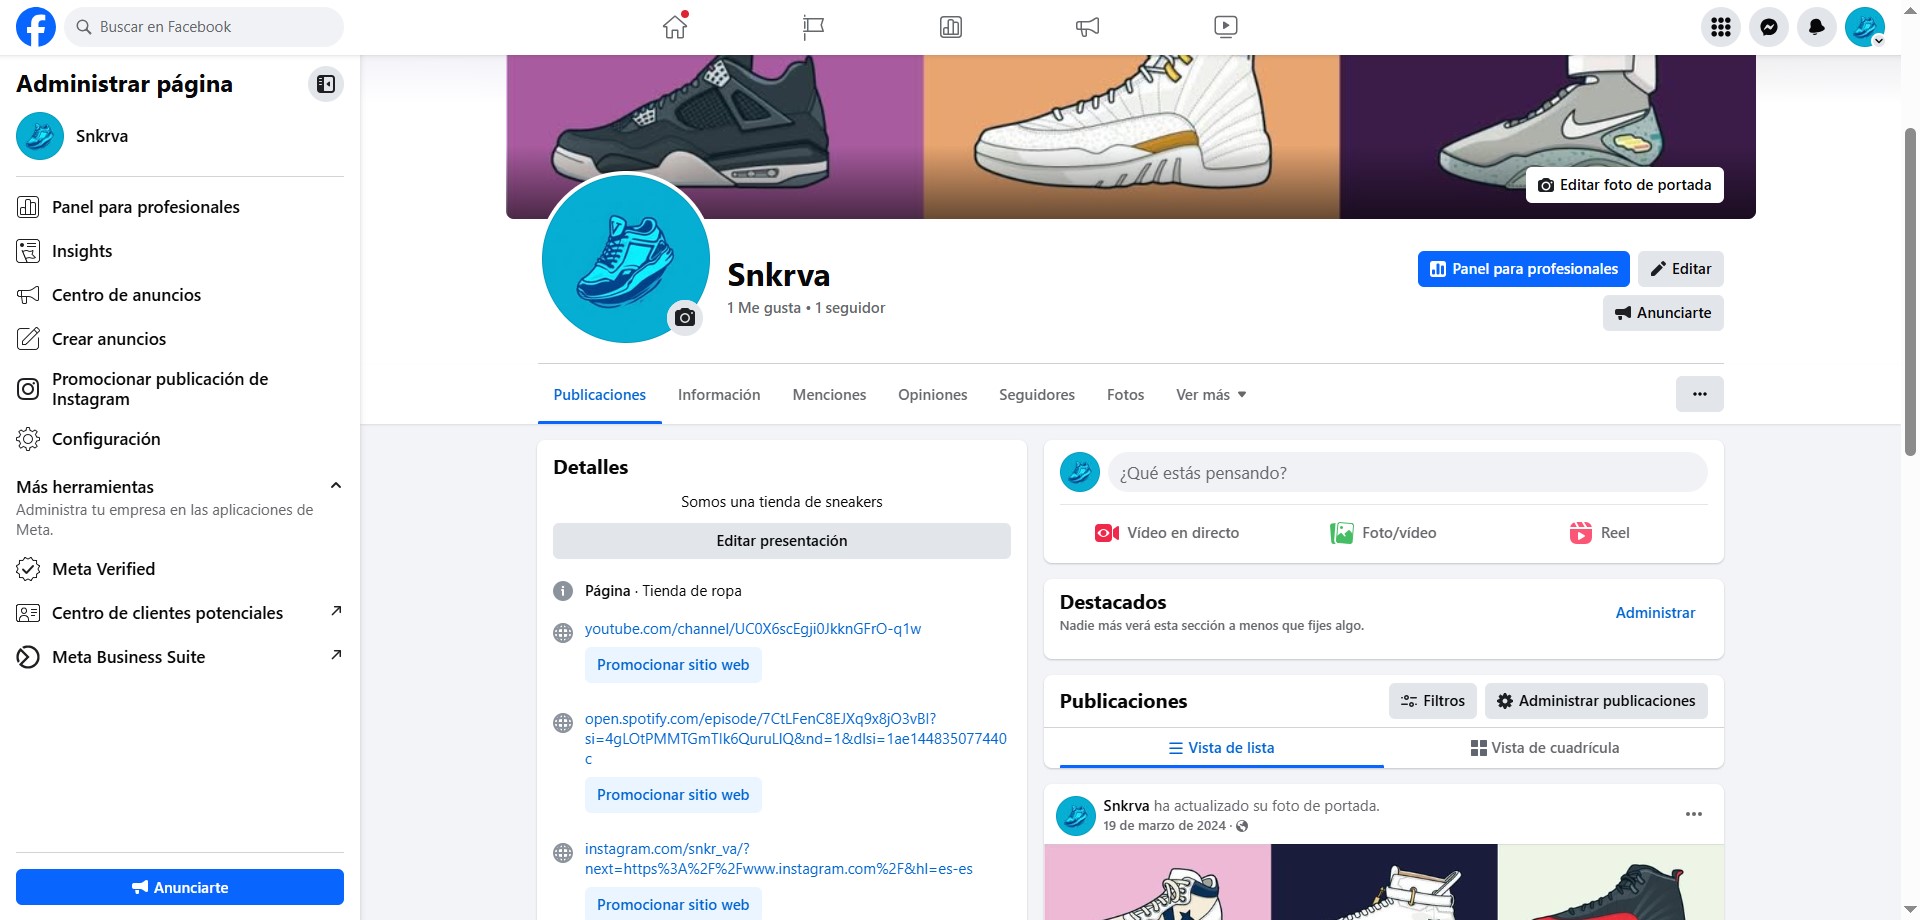 Buscar en Facebook
Administrar página
Snkrva
Panel para profesionales
Insights
Centro de anuncios
Crear anuncios
Promocionar publicación de
Instagram
Configuración
Más herramientas
Administra tu empresa en las aplicaciones de
Meta.
Meta Verified
Centro de clientes potenciales
Meta Business Suite
Anunciarte
Editar foto de portada
Snkrva
1 Me gusta • 1 seguidor
Panel para profesionales
Editar
Anunciarte
Publicaciones
Información
Menciones
Opiniones
Seguidores
Fotos
Ver más
Detalles
Somos una tienda de sneakers
Editar presentación
Página · Tienda de ropa
youtube.com/channel/UC0X6scEgji0JkknGFrO-q1w
Promocionar sitio web
open.spotify.com/episode/7CtLFenC8EJXq9x8jO3vBI?
si=4gLOtPMMTGmTIk6QuruLIQ&nd=1&dlsi=1ae144835077440
c
Promocionar sitio web
instagram.com/snkr_va/?
next=https%3A%2F%2Fwww.instagram.com%2F&hl=es-es
Promocionar sitio web
¿Qué estás pensando?
Vídeo en directo
Foto/vídeo
Reel
Destacados
Nadie más verá esta sección a menos que fijes algo.
Administrar
Publicaciones
Filtros
Administrar publicaciones
Vista de lista
Vista de cuadrícula
Snkrva ha actualizado su foto de portada.
19 de marzo de 2024 ·